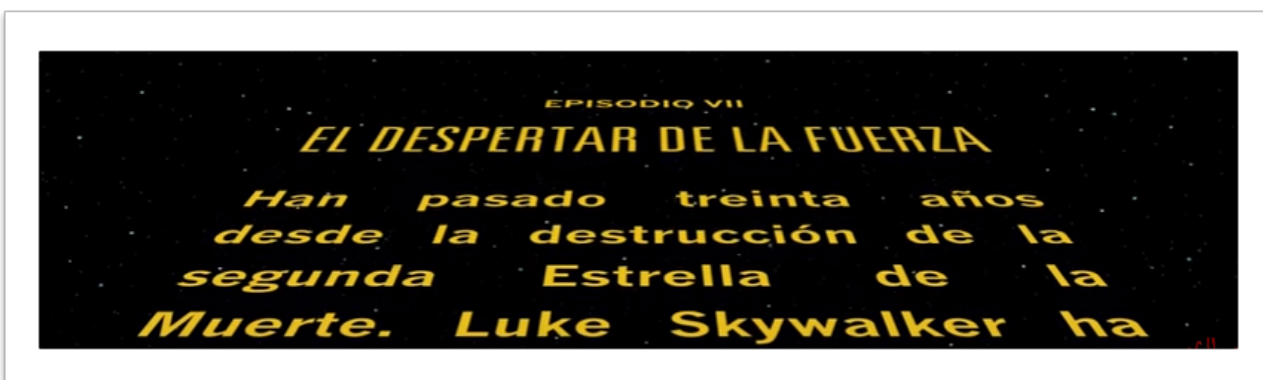 EPISODIO VII
EL DESPERTAR DE LA FUERZA
Han pasado treinta años
desde la destrucción de la
segunda Estrella de la
Muerte. Luke Skywalker ha